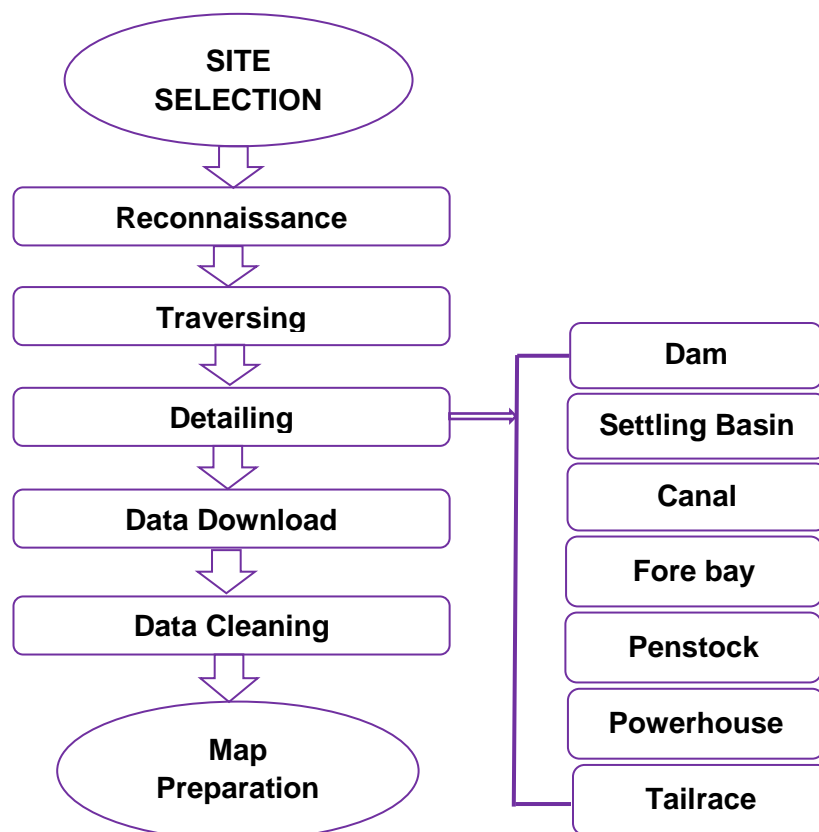 SITE
SELECTION
Reconnaissance
Traversing
Detailing
Data Download
Data Cleaning
Map
Preparation
Dam
Settling Basin
Canal
Fore bay
Penstock
Powerhouse
Tailrace